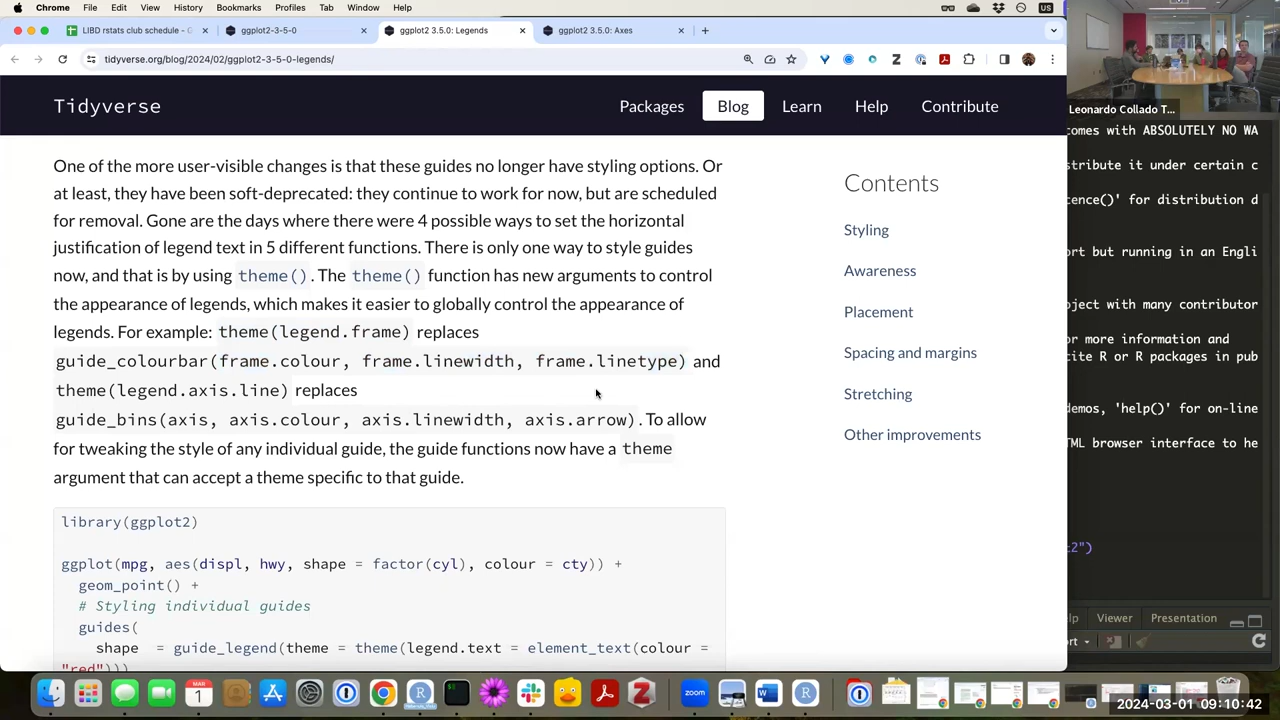 Chrome File Edit View History Bookmarks Profiles Tab Window Help US
LIBD rstats club schedule - G
ggplot2-3-5-0
ggplot2 3.5.0: Legends
ggplot2 3.5.0: Axes
tidyverse.org/blog/2024/02/ggplot2-3-5-0-legends/
Tidyverse
Packages Blog Learn Help Contribute
One of the more user-visible changes is that these guides no longer have styling options. Or
at least, they have been soft-deprecated: they continue to work for now, but are scheduled
for removal. Gone are the days where there were 4 possible ways to set the horizontal
justification of legend text in 5 different functions. There is only one way to style guides
now, and that is by using theme(). The theme() function has new arguments to control
the appearance of legends, which makes it easier to globally control the appearance of
legends. For example: theme(legend.frame) replaces
guide_colourbar(frame.colour, frame.linewidth, frame.linetype) and
theme(legend.axis.line) replaces
guide_bins(axis, axis.colour, axis.linewidth, axis.arrow). To allow
for tweaking the style of any individual guide, the guide functions now have a theme
argument that can accept a theme specific to that guide.
library(ggplot2)
ggplot(mpg, aes(displ, hwy, shape = factor(cyl), colour = cty)) +
geom_point() +
# Styling individual guides
guides(
shape = guide_legend(theme = theme(legend.text = element_text(colour =
"red")))
Contents
Styling
Awareness
Placement
Spacing and margins
Stretching
Other improvements
Leonardo Collado T...
comes with ABSOLUTELY NO WA
stribute it under certain c
tence()' for distribution d
ort but running in an Engli
oject with many contributor
or more information and
cite R or R packages in pub
demos, 'help()' for on-line
TML browser interface to he
t2")
lp Viewer Presentation
ort
MAR
1
zoom
2024-03-01 09:10:42